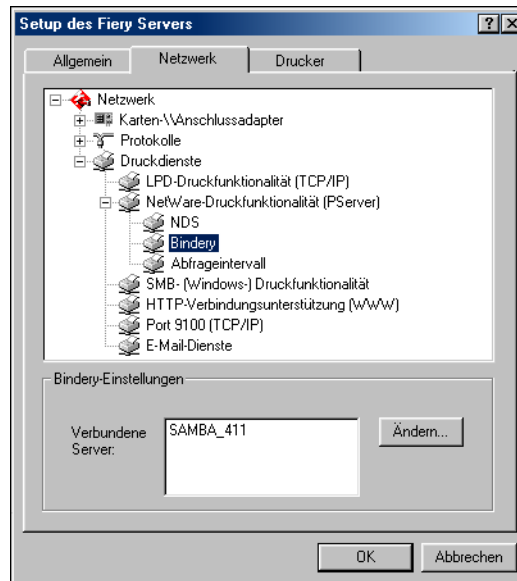 Setup des Fiery Servers
Allgemein
Netzwerk
Drucker
Netzwerk
Karten-\\Anschlussadapter
Protokolle
Druckdienste
LPD-Druckfunktionalität (TCP/IP)
NetWare-Druckfunktionalität (PServer)
NDS
Bindery
Abfrageintervall
SMB- (Windows-) Druckfunktionalität
HTTP-Verbindungsunterstützung (WWW)
Port 9100 (TCP/IP)
E-Mail-Dienste
Bindery-Einstellungen
Verbundene
Server:
SAMBA_411
Ändern...
OK
Abbrechen